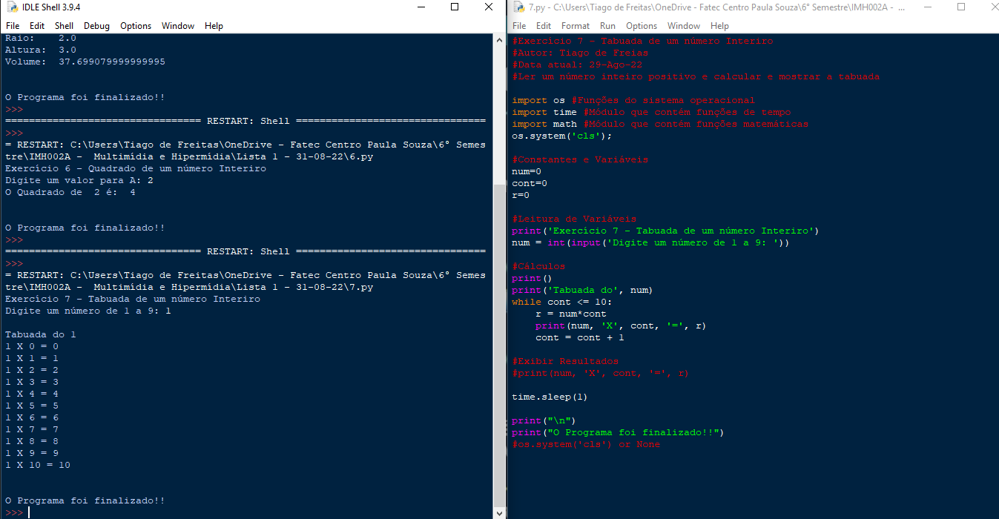 IDLE Shell 3.9.4
File Edit Shell Debug Options Window Help
Raio: 2.0
Altura: 3.0
Volume: 37.699079999999995
O Programa foi finalizado!!
>>>
================================= RESTART: Shell ================================
>>>
= RESTART: C:\Users\Tiago de Freitas\OneDrive - Fatec Centro Paula Souza\6° Semes
tre\IMH002A - Multimídia e Hipermídia\Lista 1 - 31-08-22\6.py
Exercício 6 - Quadrado de um número Interiro
Digite um valor para A: 2
O Quadrado de 2 é: 4
O Programa foi finalizado!!
>>>
================================= RESTART: Shell ================================
>>>
= RESTART: C:\Users\Tiago de Freitas\OneDrive - Fatec Centro Paula Souza\6° Semes
tre\IMH002A - Multimídia e Hipermídia\Lista 1 - 31-08-22\7.py
Exercício 7 - Tabuada de um número Interiro
Digite um número de 1 a 9: 1
Tabuada do 1
1 X 0 = 0
1 X 1 = 1
1 X 2 = 2
1 X 3 = 3
1 X 4 = 4
1 X 5 = 5
1 X 6 = 6
1 X 7 = 7
1 X 8 = 8
1 X 9 = 9
1 X 10 = 10
O Programa foi finalizado!!
>>>
7.py - C:\Users\Tiago de Freitas\OneDrive - Fatec Centro Paula Souza\6° Semestre\IMH002A - ...
File Edit Format Run Options Window Help
#Exercício 7 - Tabuada de um número Interiro
#Autor: Tiago de Freias
#Data atual: 29-Ago-22
#Ler um número inteiro positivo e calcular e mostrar a tabuada
import os #Funções do sistema operacional
import time #Módulo que contém funções de tempo
import math #Módulo que contém funções matemáticas
os.system('cls');
#Constantes e Variáveis
num=0
cont=0
r=0
#Leitura de Variáveis
print('Exercício 7 - Tabuada de um número Interiro')
num = int(input('Digite um número de 1 a 9: '))
#Cálculos
print()
print('Tabuada do', num)
while cont <= 10:
    r = num*cont
    print(num, 'X', cont, '=', r)
    cont = cont + 1
#Exibir Resultados
#print(num, 'X', cont, '=', r)
time.sleep(1)
print("\n")
print("O Programa foi finalizado!!")
#os.system('cls') or None